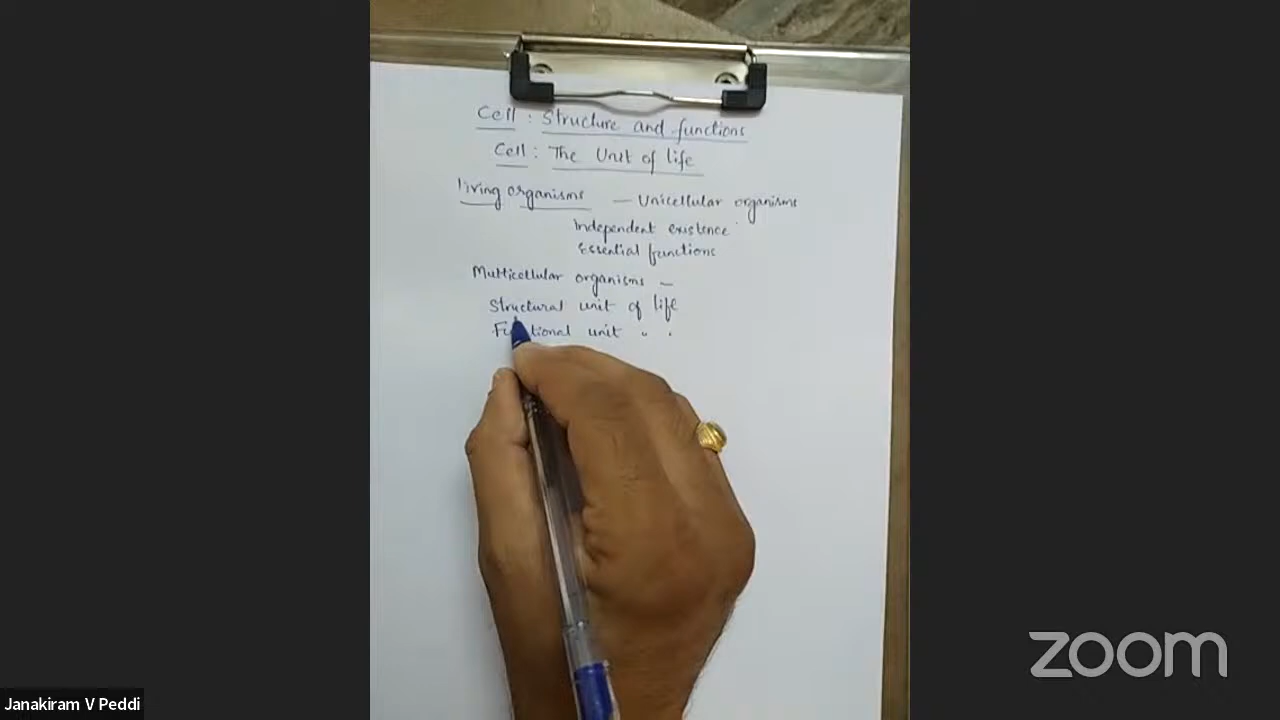 Cell : Structure and functions
Cell : The Unit of life
living organisms — Unicellular organisms
Independent existence
Essential functions
Multicellular organisms —
Structural unit of life
unit " "
zoom
Janakiram V Peddi